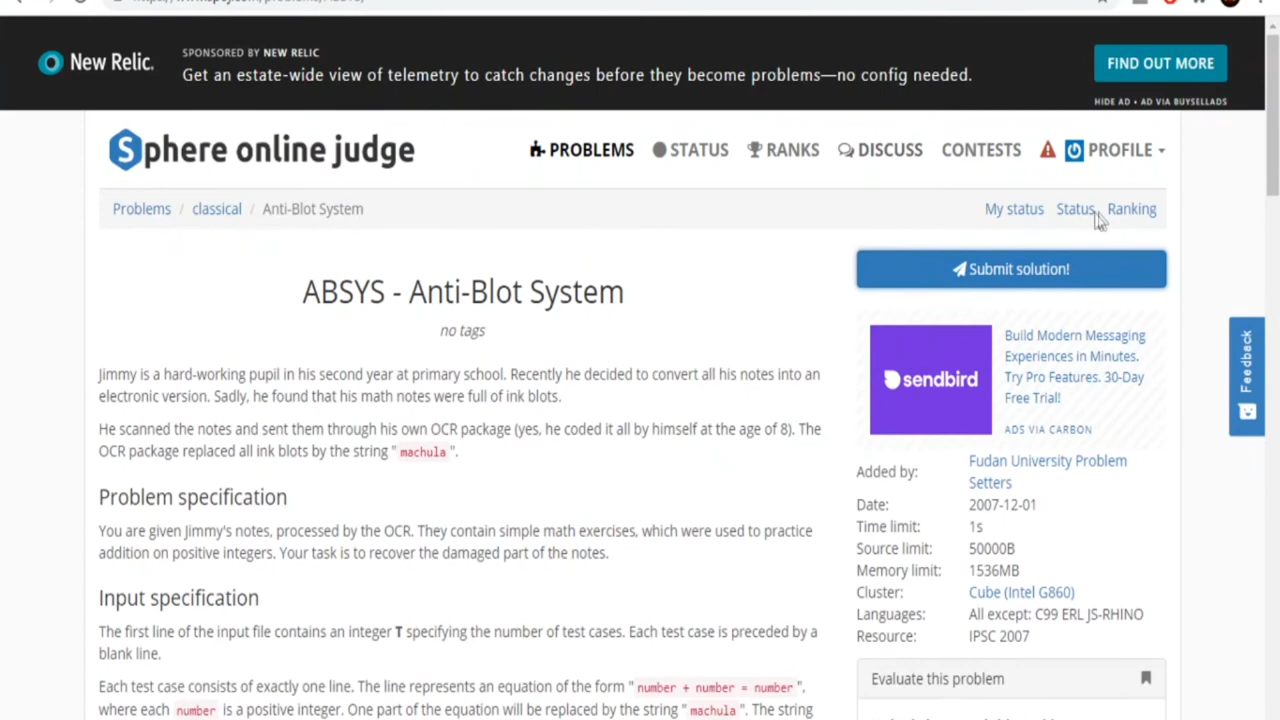 New Relic.
SPONSORED BY NEW RELIC
Get an estate-wide view of telemetry to catch changes before they become problems—no config needed.
FIND OUT MORE
HIDE AD • AD VIA BUYSELLADS
Sphere online judge
PROBLEMS STATUS RANKS DISCUSS CONTESTS PROFILE
Problems / classical / Anti-Blot System
My status Status Ranking
ABSYS - Anti-Blot System
no tags
Jimmy is a hard-working pupil in his second year at primary school. Recently he decided to convert all his notes into an
electronic version. Sadly, he found that his math notes were full of ink blots.
He scanned the notes and sent them through his own OCR package (yes, he coded it all by himself at the age of 8). The
OCR package replaced all ink blots by the string " machula ".
Problem specification
You are given Jimmy's notes, processed by the OCR. They contain simple math exercises, which were used to practice
addition on positive integers. Your task is to recover the damaged part of the notes.
Input specification
The first line of the input file contains an integer T specifying the number of test cases. Each test case is preceded by a
blank line.
Each test case consists of exactly one line. The line represents an equation of the form " number + number = number ",
where each number is a positive integer. One part of the equation will be replaced by the string " machula ". The string
Submit solution!
sendbird
Build Modern Messaging
Experiences in Minutes.
Try Pro Features. 30-Day
Free Trial!
ADS VIA CARBON
Added by: Fudan University Problem
Setters
Date: 2007-12-01
Time limit: 1s
Source limit: 50000B
Memory limit: 1536MB
Cluster: Cube (Intel G860)
Languages: All except: C99 ERL JS-RHINO
Resource: IPSC 2007
Evaluate this problem
Feedback